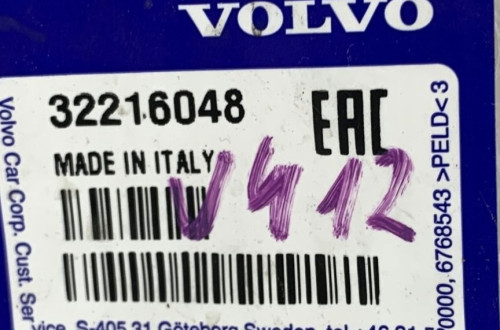 VOLVO
32216048
EAC
MADE IN ITALY
V412
Volvo Car Corp. Cust. Ser
vice, S-405 31 Göteborg Sweden, tel
6768543 >PELD< 3